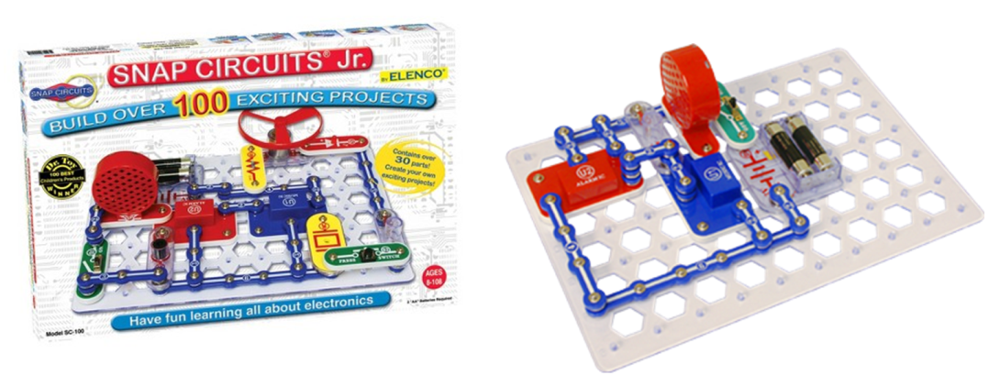 SNAP CIRCUITS® Jr.
BY ELENCO®
SNAP CIRCUITS
BUILD OVER 100 EXCITING PROJECTS
Dr. Toy
100 BEST
Children's Products
WINNER
Contains over
30 parts!
Create your own
exciting projects!
PRESS SWITCH
AGES
8-108
Have fun learning all about electronics
Model SC-100
U2
ALARM IC